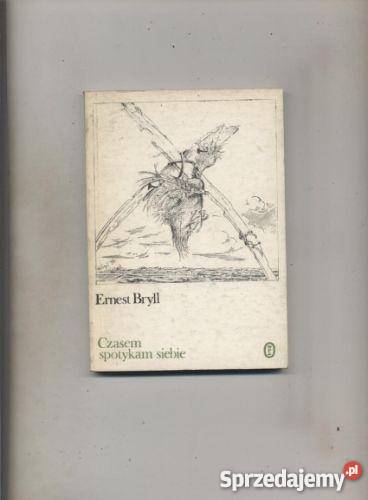 Ernest Bryll
Czasem
spotykam siebie
Sprzedajemy.pl